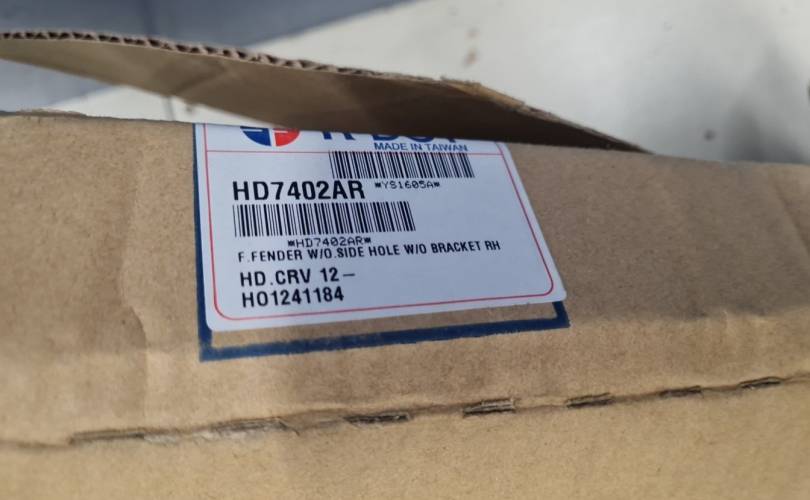 MADE IN TAIWAN
HD7402AR *YS1605A*
*HD7402AR*
F.FENDER W/O.SIDE HOLE W/O BRACKET RH
HD.CRV 12-
HO1241184